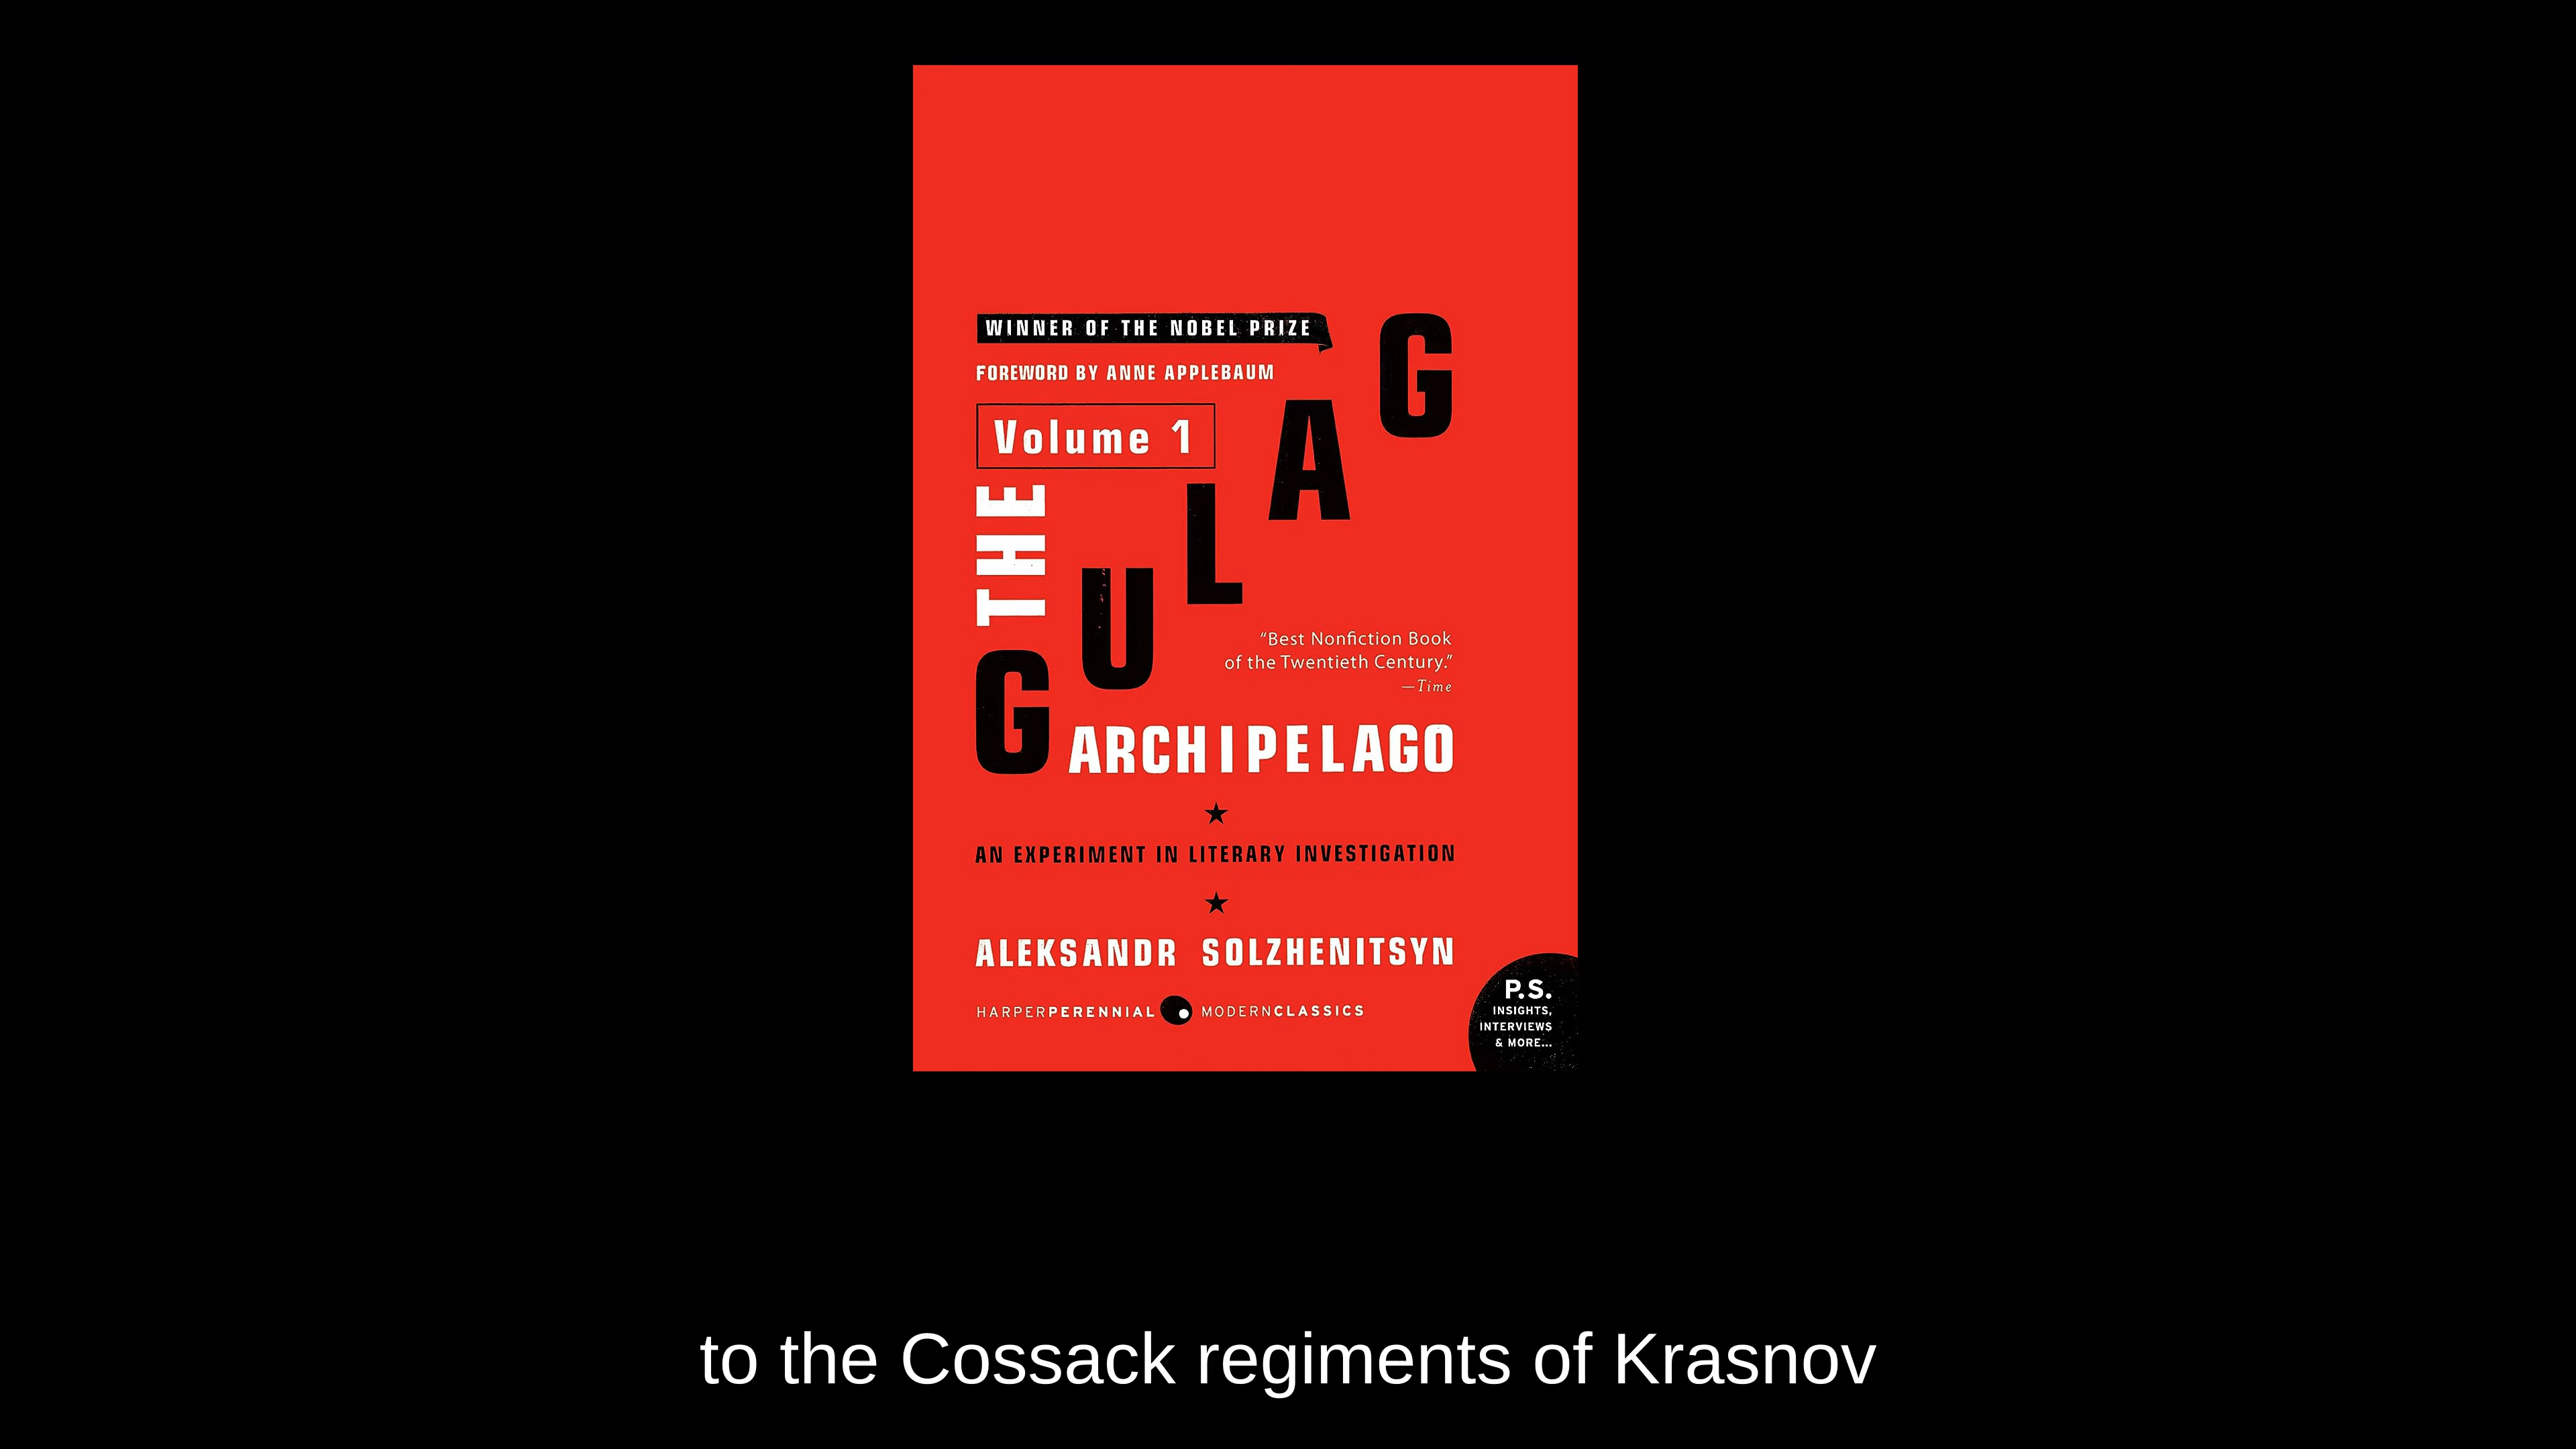 WINNER OF THE NOBEL PRIZE
FOREWORD BY ANNE APPLEBAUM
Volume 1
THE
GULAG
"Best Nonfiction Book
of the Twentieth Century."
—Time
ARCHIPELAGO
AN EXPERIMENT IN LITERARY INVESTIGATION
ALEKSANDR SOLZHENITSYN
HARPERPERENNIAL MODERNCLASSICS
P.S.
INSIGHTS,
INTERVIEWS
& MORE...
to the Cossack regiments of Krasnov